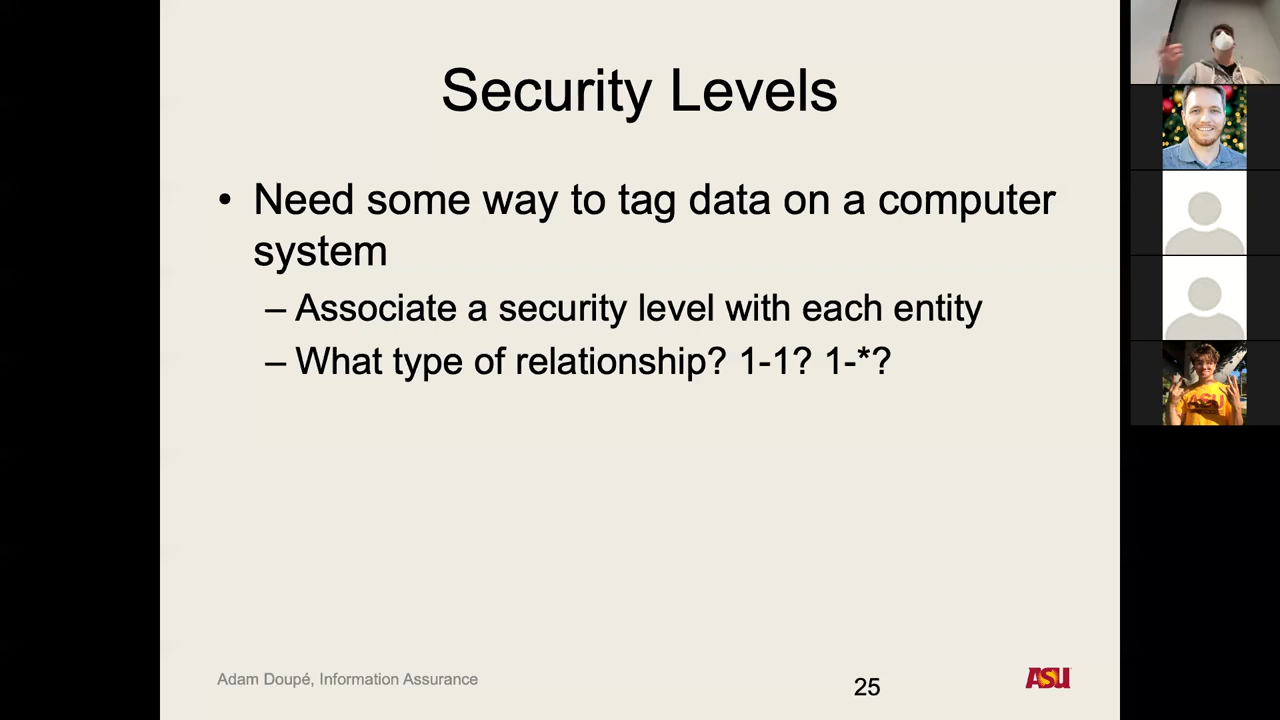 Security Levels
• Need some way to tag data on a computer
system
– Associate a security level with each entity
– What type of relationship? 1-1? 1-*?
Adam Doupé, Information Assurance
25
ASU
ASU